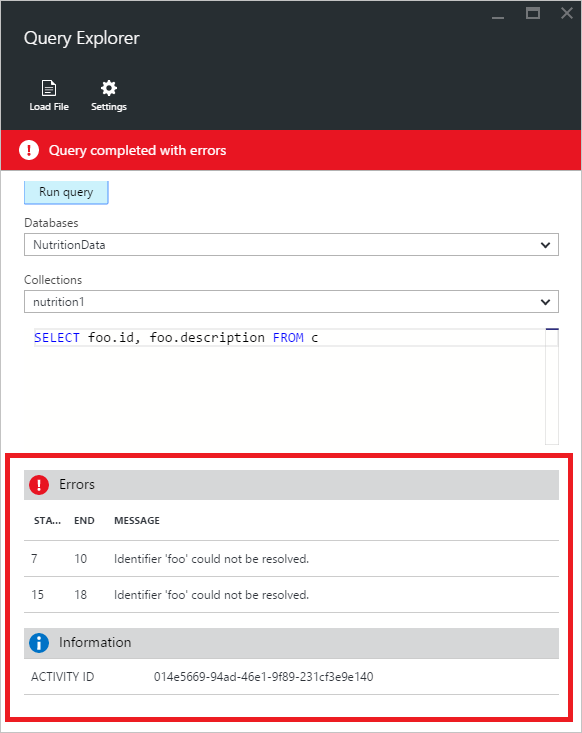 Query Explorer
Load File Settings
Query completed with errors
Run query
Databases
NutritionData
Collections
nutrition1
SELECT foo.id, foo.description FROM c
Errors
STA... END MESSAGE
7 10 Identifier 'foo' could not be resolved.
15 18 Identifier 'foo' could not be resolved.
Information
ACTIVITY ID 014e5669-94ad-46e1-9f89-231cf3e9e140